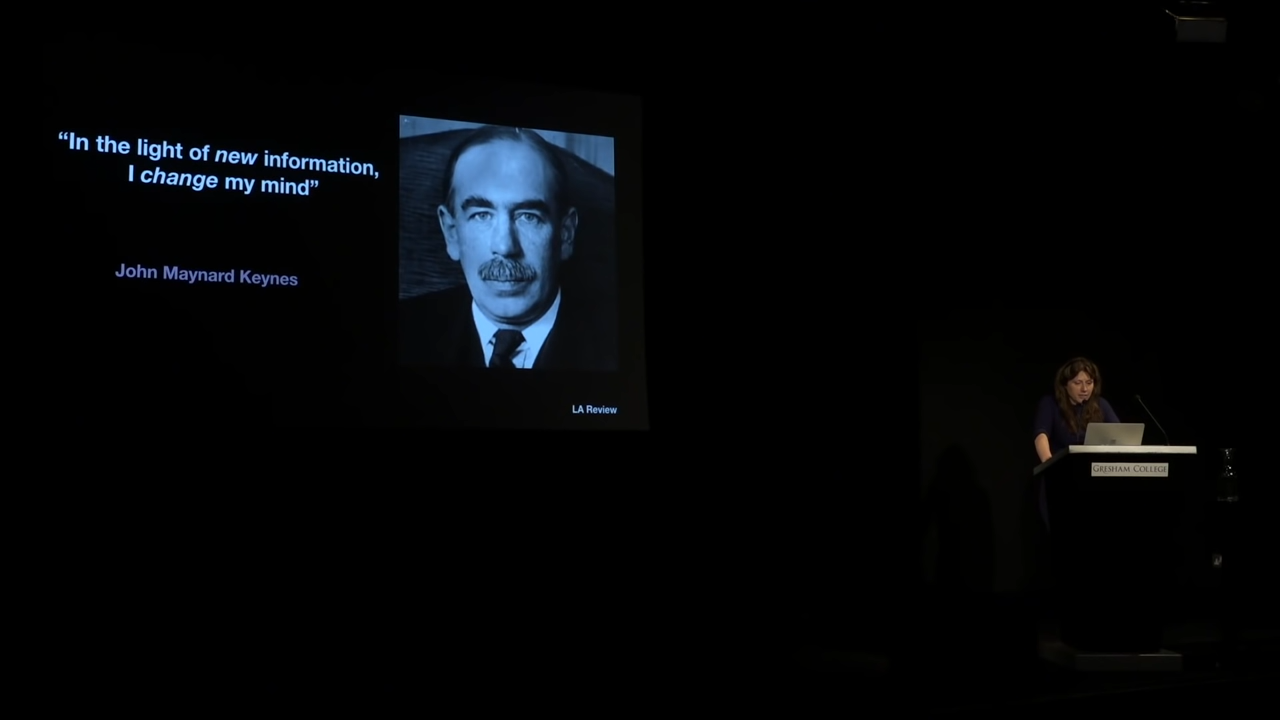 “In the light of new information,
I change my mind”
John Maynard Keynes
LA Review
GRESHAM COLLEGE